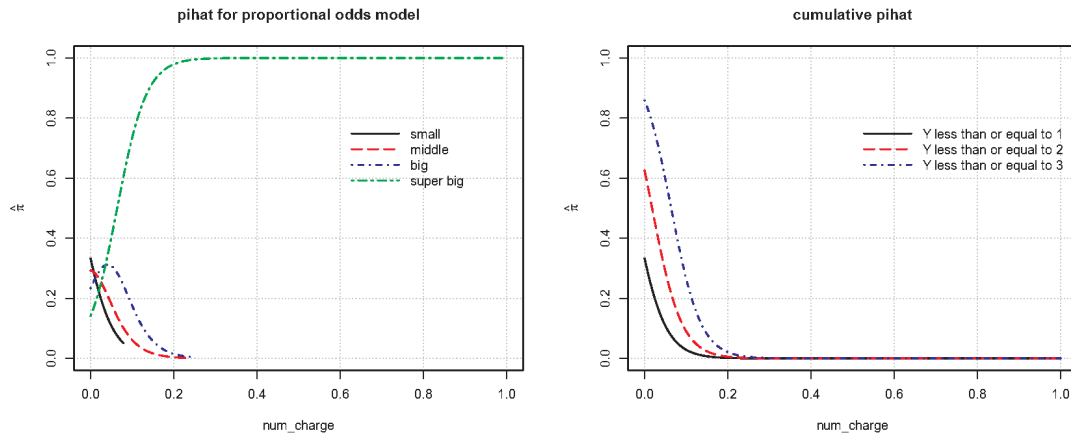 pihat for proportional odds model
1.0
0.8
0.6
0.4
0.2
0.0
π̂
small
middle
big
super big
0.0 0.2 0.4 0.6 0.8 1.0
num_charge
cumulative pihat
1.0
0.8
0.6
0.4
0.2
0.0
π̂
Y less than or equal to 1
Y less than or equal to 2
Y less than or equal to 3
0.0 0.2 0.4 0.6 0.8 1.0
num_charge